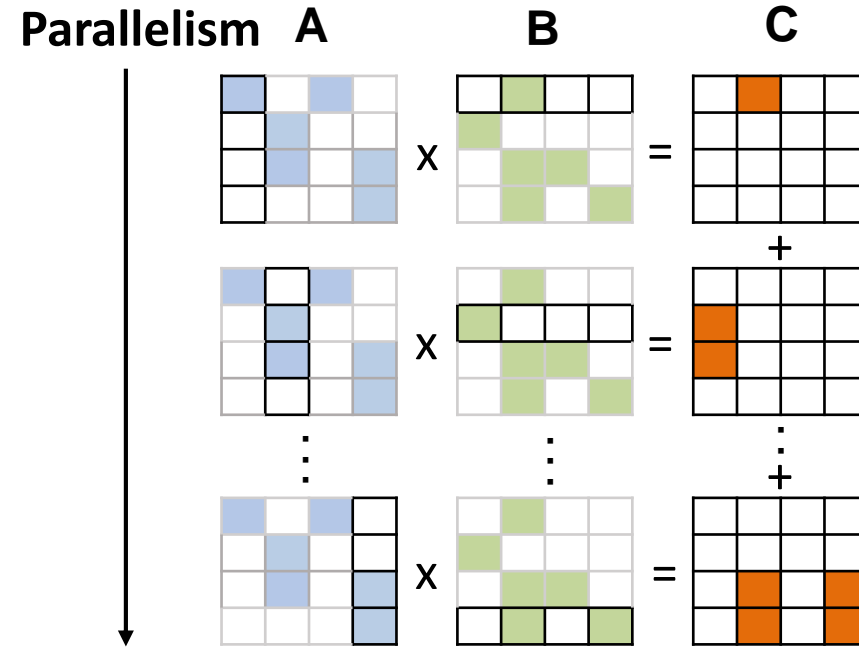 Parallelism A B C
x =
+
x =
⋮ ⋮ ⋮
+
x =